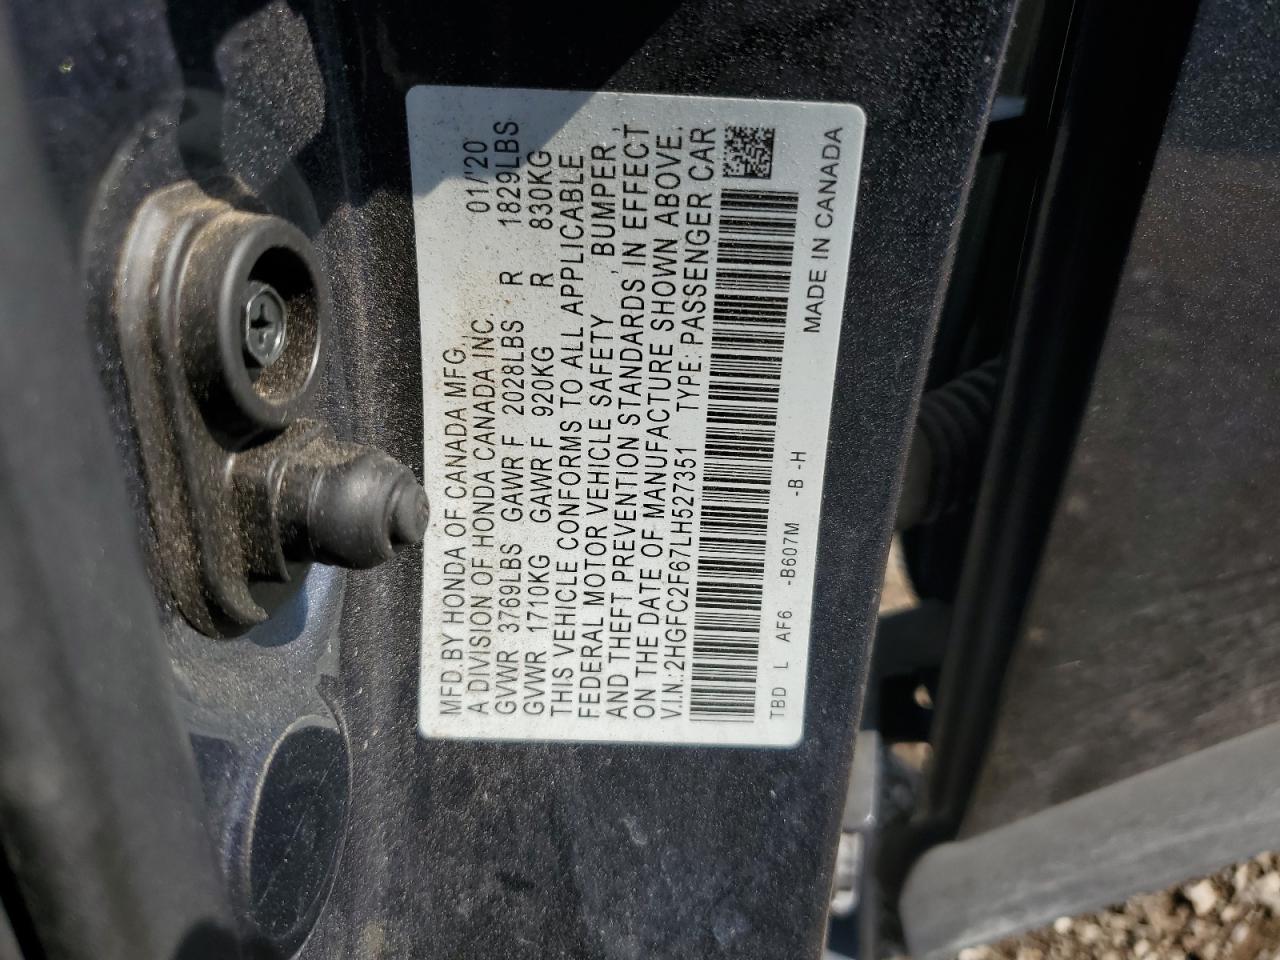 MFD.BY HONDA OF CANADA MFG., 01/'20
A DIVISION OF HONDA CANADA INC.
GVWR 3769LBS GAWR F 2028LBS R 1829LBS
GVWR 1710KG GAWR F 920KG R 830KG
THIS VEHICLE CONFORMS TO ALL APPLICABLE
FEDERAL MOTOR VEHICLE SAFETY , BUMPER ,
AND THEFT PREVENTION STANDARDS IN EFFECT
ON THE DATE OF MANUFACTURE SHOWN ABOVE.
V.I.N.:2HGFC2F67LH527351 TYPE: PASSENGER CAR
TBD L AF6 -B607M -B -H
MADE IN CANADA